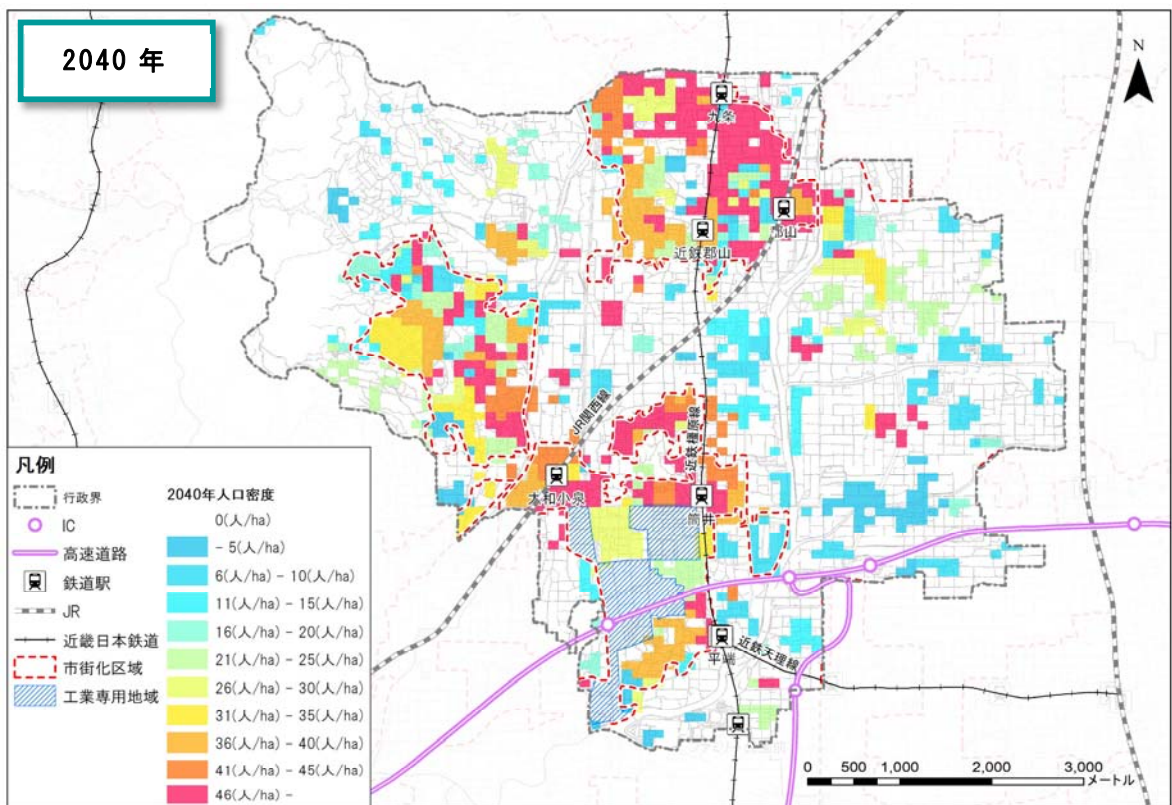 2040 年
N
九条
郡山
近鉄郡山
JR関西線
近鉄橿原線
大和小泉
筒井
平端
近鉄天理線
凡例
行政界
IC
高速道路
鉄道駅
JR
近畿日本鉄道
市街化区域
工業専用地域
2040年人口密度
0(人/ha)
- 5(人/ha)
6(人/ha) - 10(人/ha)
11(人/ha) - 15(人/ha)
16(人/ha) - 20(人/ha)
21(人/ha) - 25(人/ha)
26(人/ha) - 30(人/ha)
31(人/ha) - 35(人/ha)
36(人/ha) - 40(人/ha)
41(人/ha) - 45(人/ha)
46(人/ha) -
0 500 1,000 2,000 3,000
メートル